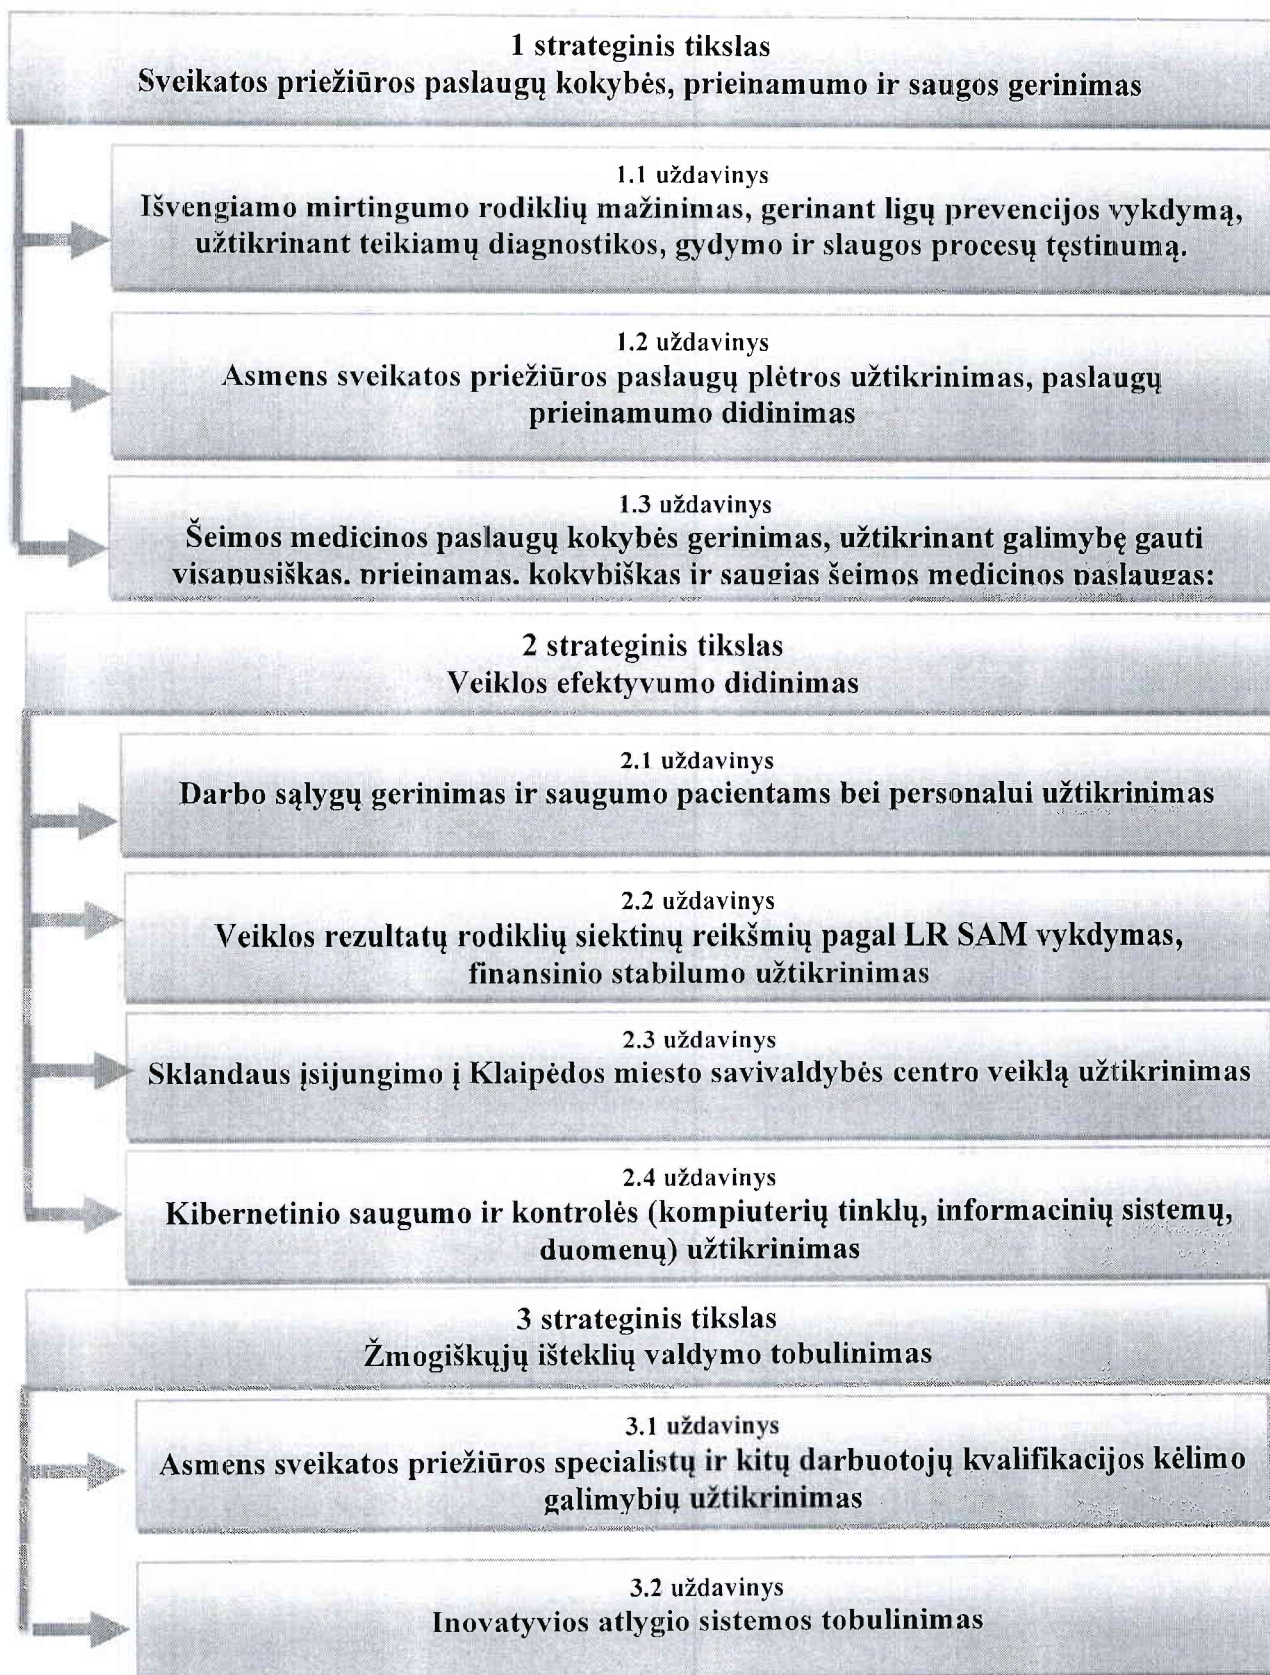 1 strateginis tikslas
Sveikatos priežiūros paslaugų kokybės, prieinamumo ir saugos gerinimas
1.1 uždavinys
Išvengiamo mirtingumo rodiklių mažinimas, gerinant ligų prevencijos vykdymą,
užtikrinant teikiamų diagnostikos, gydymo ir slaugos procesų tęstinumą.
1.2 uždavinys
Asmens sveikatos priežiūros paslaugų plėtros užtikrinimas, paslaugų
prieinamumo didinimas
1.3 uždavinys
Šeimos medicinos paslaugų kokybės gerinimas, užtikrinant galimybę gauti
visapusiškas, prieinamas, kokybiškas ir saugias šeimos medicinos paslaugas;
2 strateginis tikslas
Veiklos efektyvumo didinimas
2.1 uždavinys
Darbo sąlygų gerinimas ir saugumo pacientams bei personalui užtikrinimas
2.2 uždavinys
Veiklos rezultatų rodiklių siektinų reikšmių pagal LR SAM vykdymas,
finansinio stabilumo užtikrinimas
2.3 uždavinys
Sklandaus įsijungimo į Klaipėdos miesto savivaldybės centro veiklą užtikrinimas
2.4 uždavinys
Kibernetinio saugumo ir kontrolės (kompiuterių tinklų, informacinių sistemų,
duomenų) užtikrinimas
3 strateginis tikslas
Žmogiškųjų išteklių valdymo tobulinimas
3.1 uždavinys
Asmens sveikatos priežiūros specialistų ir kitų darbuotojų kvalifikacijos kėlimo
galimybių užtikrinimas
3.2 uždavinys
Inovatyvios atlygio sistemos tobulinimas